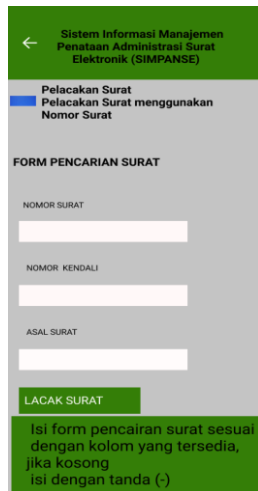 Sistem Informasi Manajemen
Penataan Administrasi Surat
Elektronik (SIMPANSE)
Pelacakan Surat
Pelacakan Surat menggunakan
Nomor Surat
FORM PENCARIAN SURAT
NOMOR SURAT
NOMOR KENDALI
ASAL SURAT
LACAK SURAT
Isi form pencairan surat sesuai
dengan kolom yang tersedia,
jika kosong
isi dengan tanda (-)